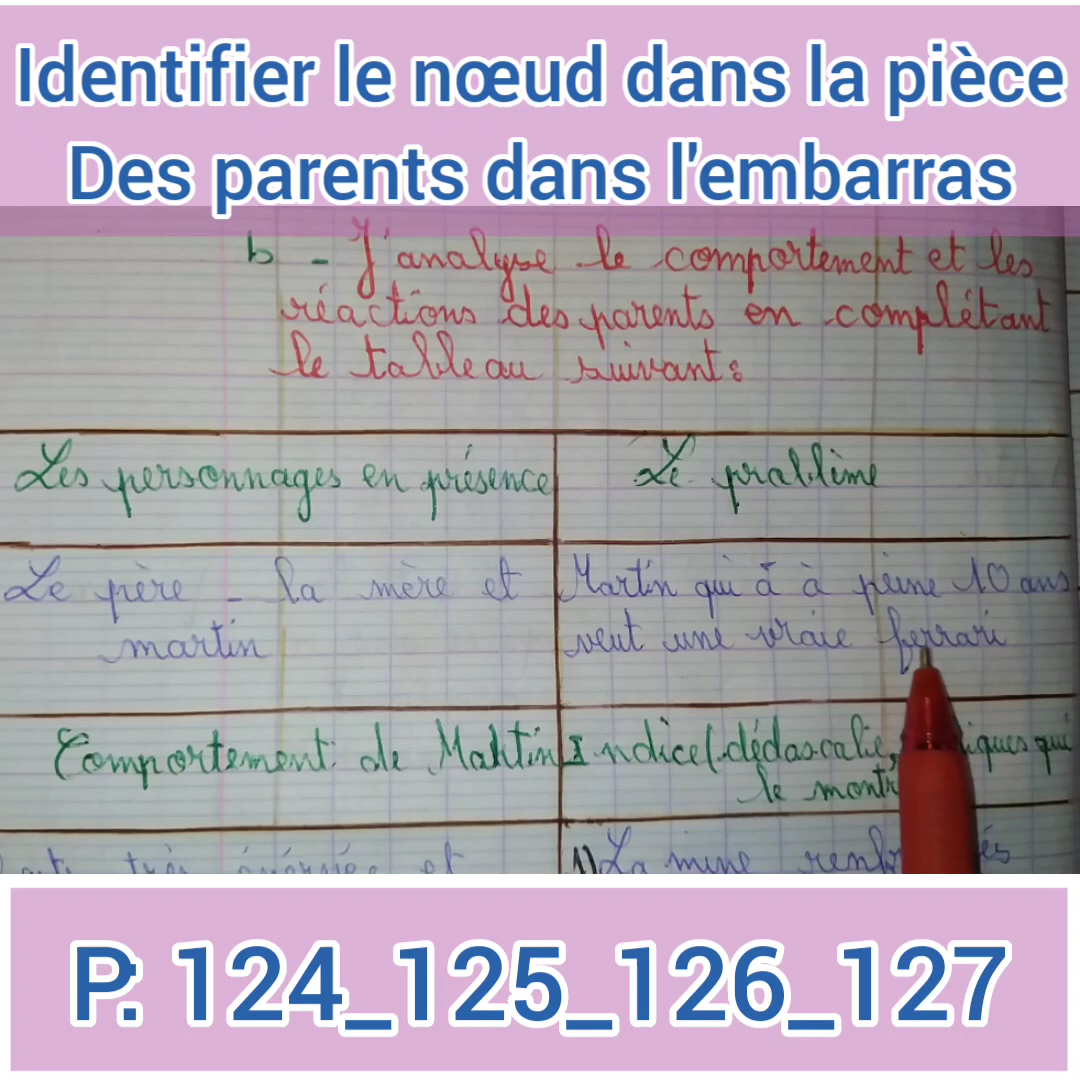 Identifier le nœud dans la pièce
Des parents dans l'embarras
b - J'analyse le comportement et les
réactions des parents en complétant
le tableau suivant :
Les personnages en présence
Le problème
Le père - la mère et
martin
Martin qui a à peine 10 ans
veut une vraie ferrari
Comportement de Martin
Indice (didascalie,
qui
le
La mine
P. 124_125_126_127